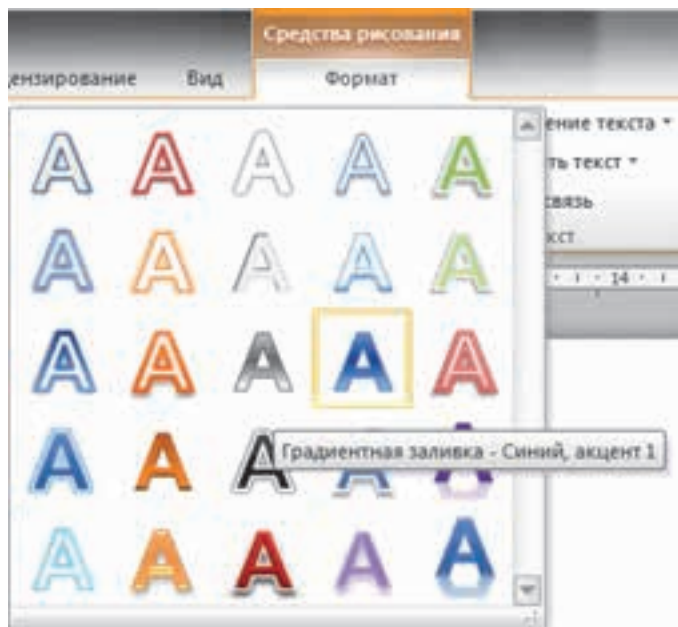 Средства рисования
ензирование Вид Формат
ение текста
ть текст
связь
кст
14
A A A A A
A A A A A
A A A A A
Градиентная заливка - Синий, акцент 1
A A A A A
A A A A A